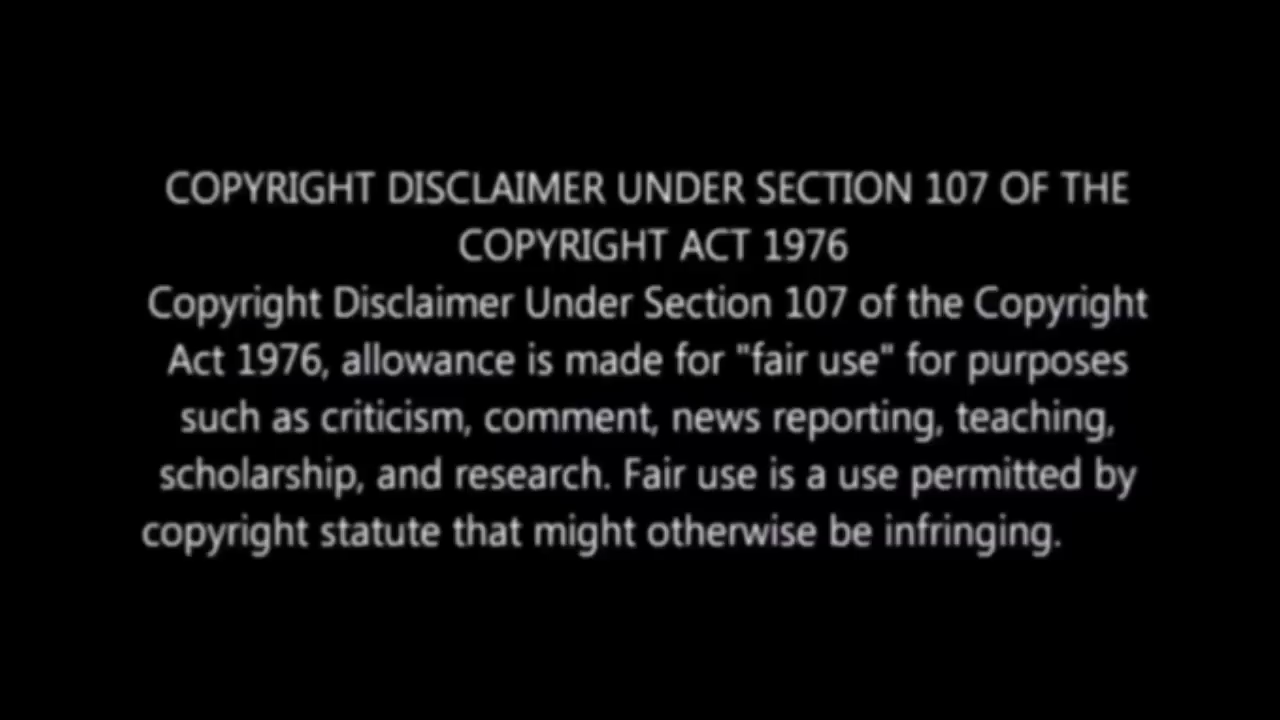 COPYRIGHT DISCLAIMER UNDER SECTION 107 OF THE
COPYRIGHT ACT 1976
Copyright Disclaimer Under Section 107 of the Copyright
Act 1976, allowance is made for "fair use" for purposes
such as criticism, comment, news reporting, teaching,
scholarship, and research. Fair use is a use permitted by
copyright statute that might otherwise be infringing.